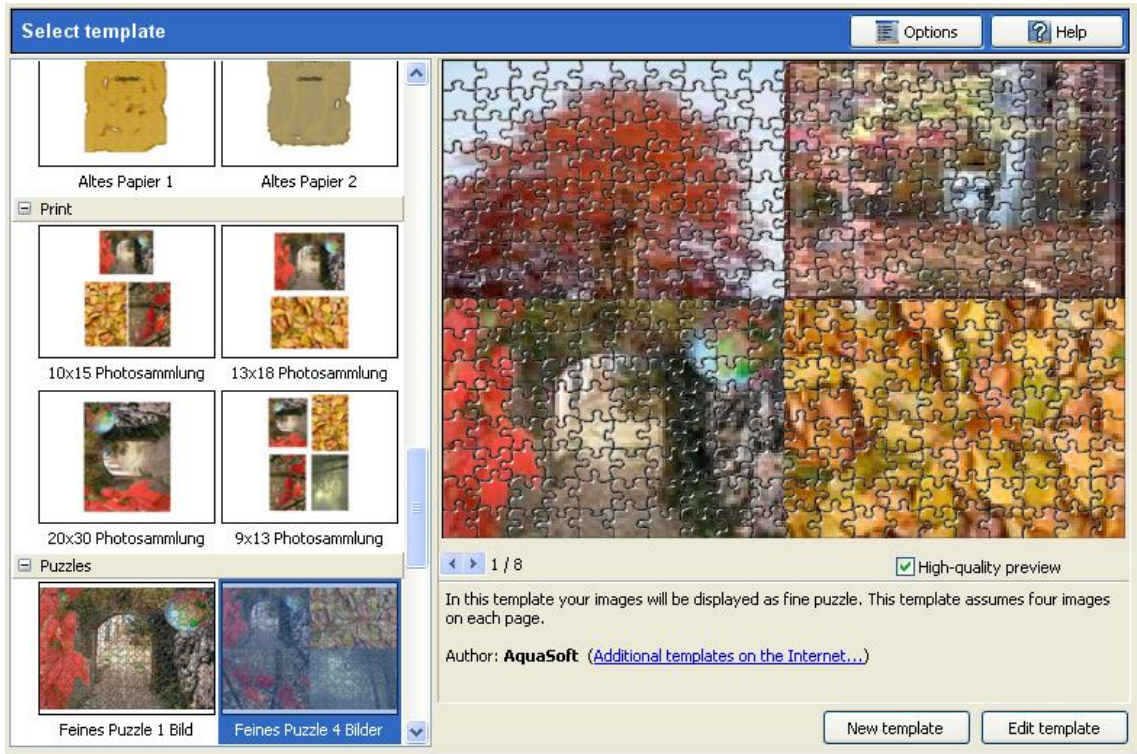 Select template
Options
Help
Altes Papier 1
Altes Papier 2
Print
10x15 Photosammlung
13x18 Photosammlung
20x30 Photosammlung
9x13 Photosammlung
Puzzles
Feines Puzzle 1 Bild
Feines Puzzle 4 Bilder
1 / 8
High-quality preview
In this template your images will be displayed as fine puzzle. This template assumes four images
on each page.
Author: AquaSoft (Additional templates on the Internet...)
New template
Edit template